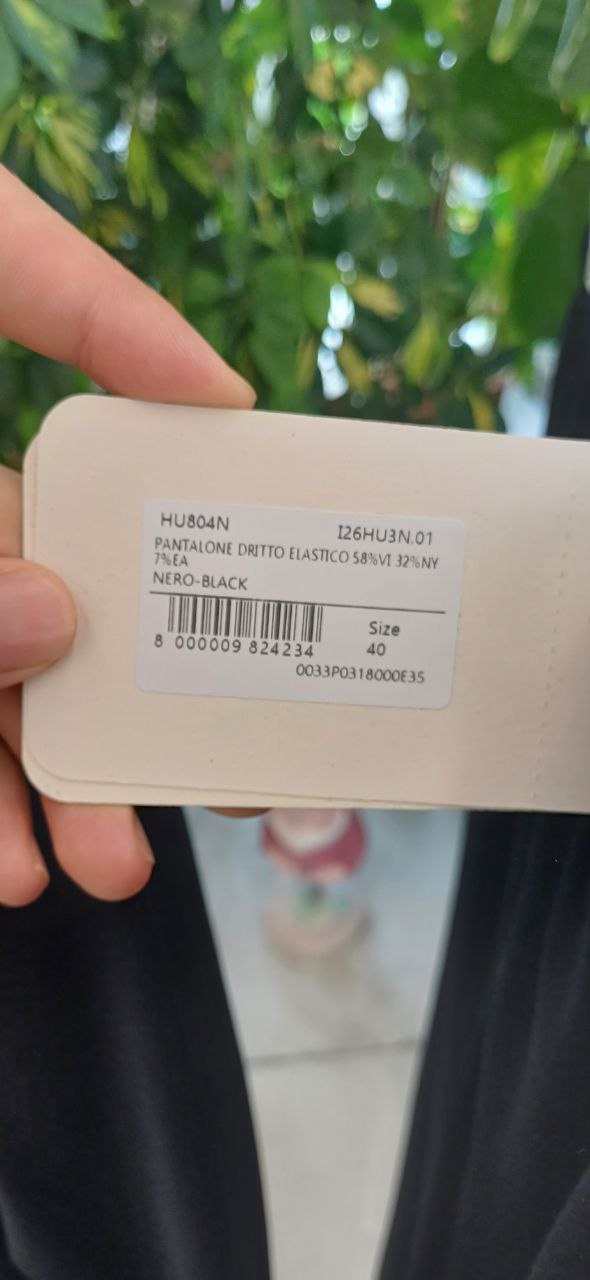 HU804N I26HU3N.01
PANTALONE DRITTO ELASTICO 58%VI 32%NY
7%EA
NERO-BLACK
Size
8 000009 824234 40
0033P0318000E35